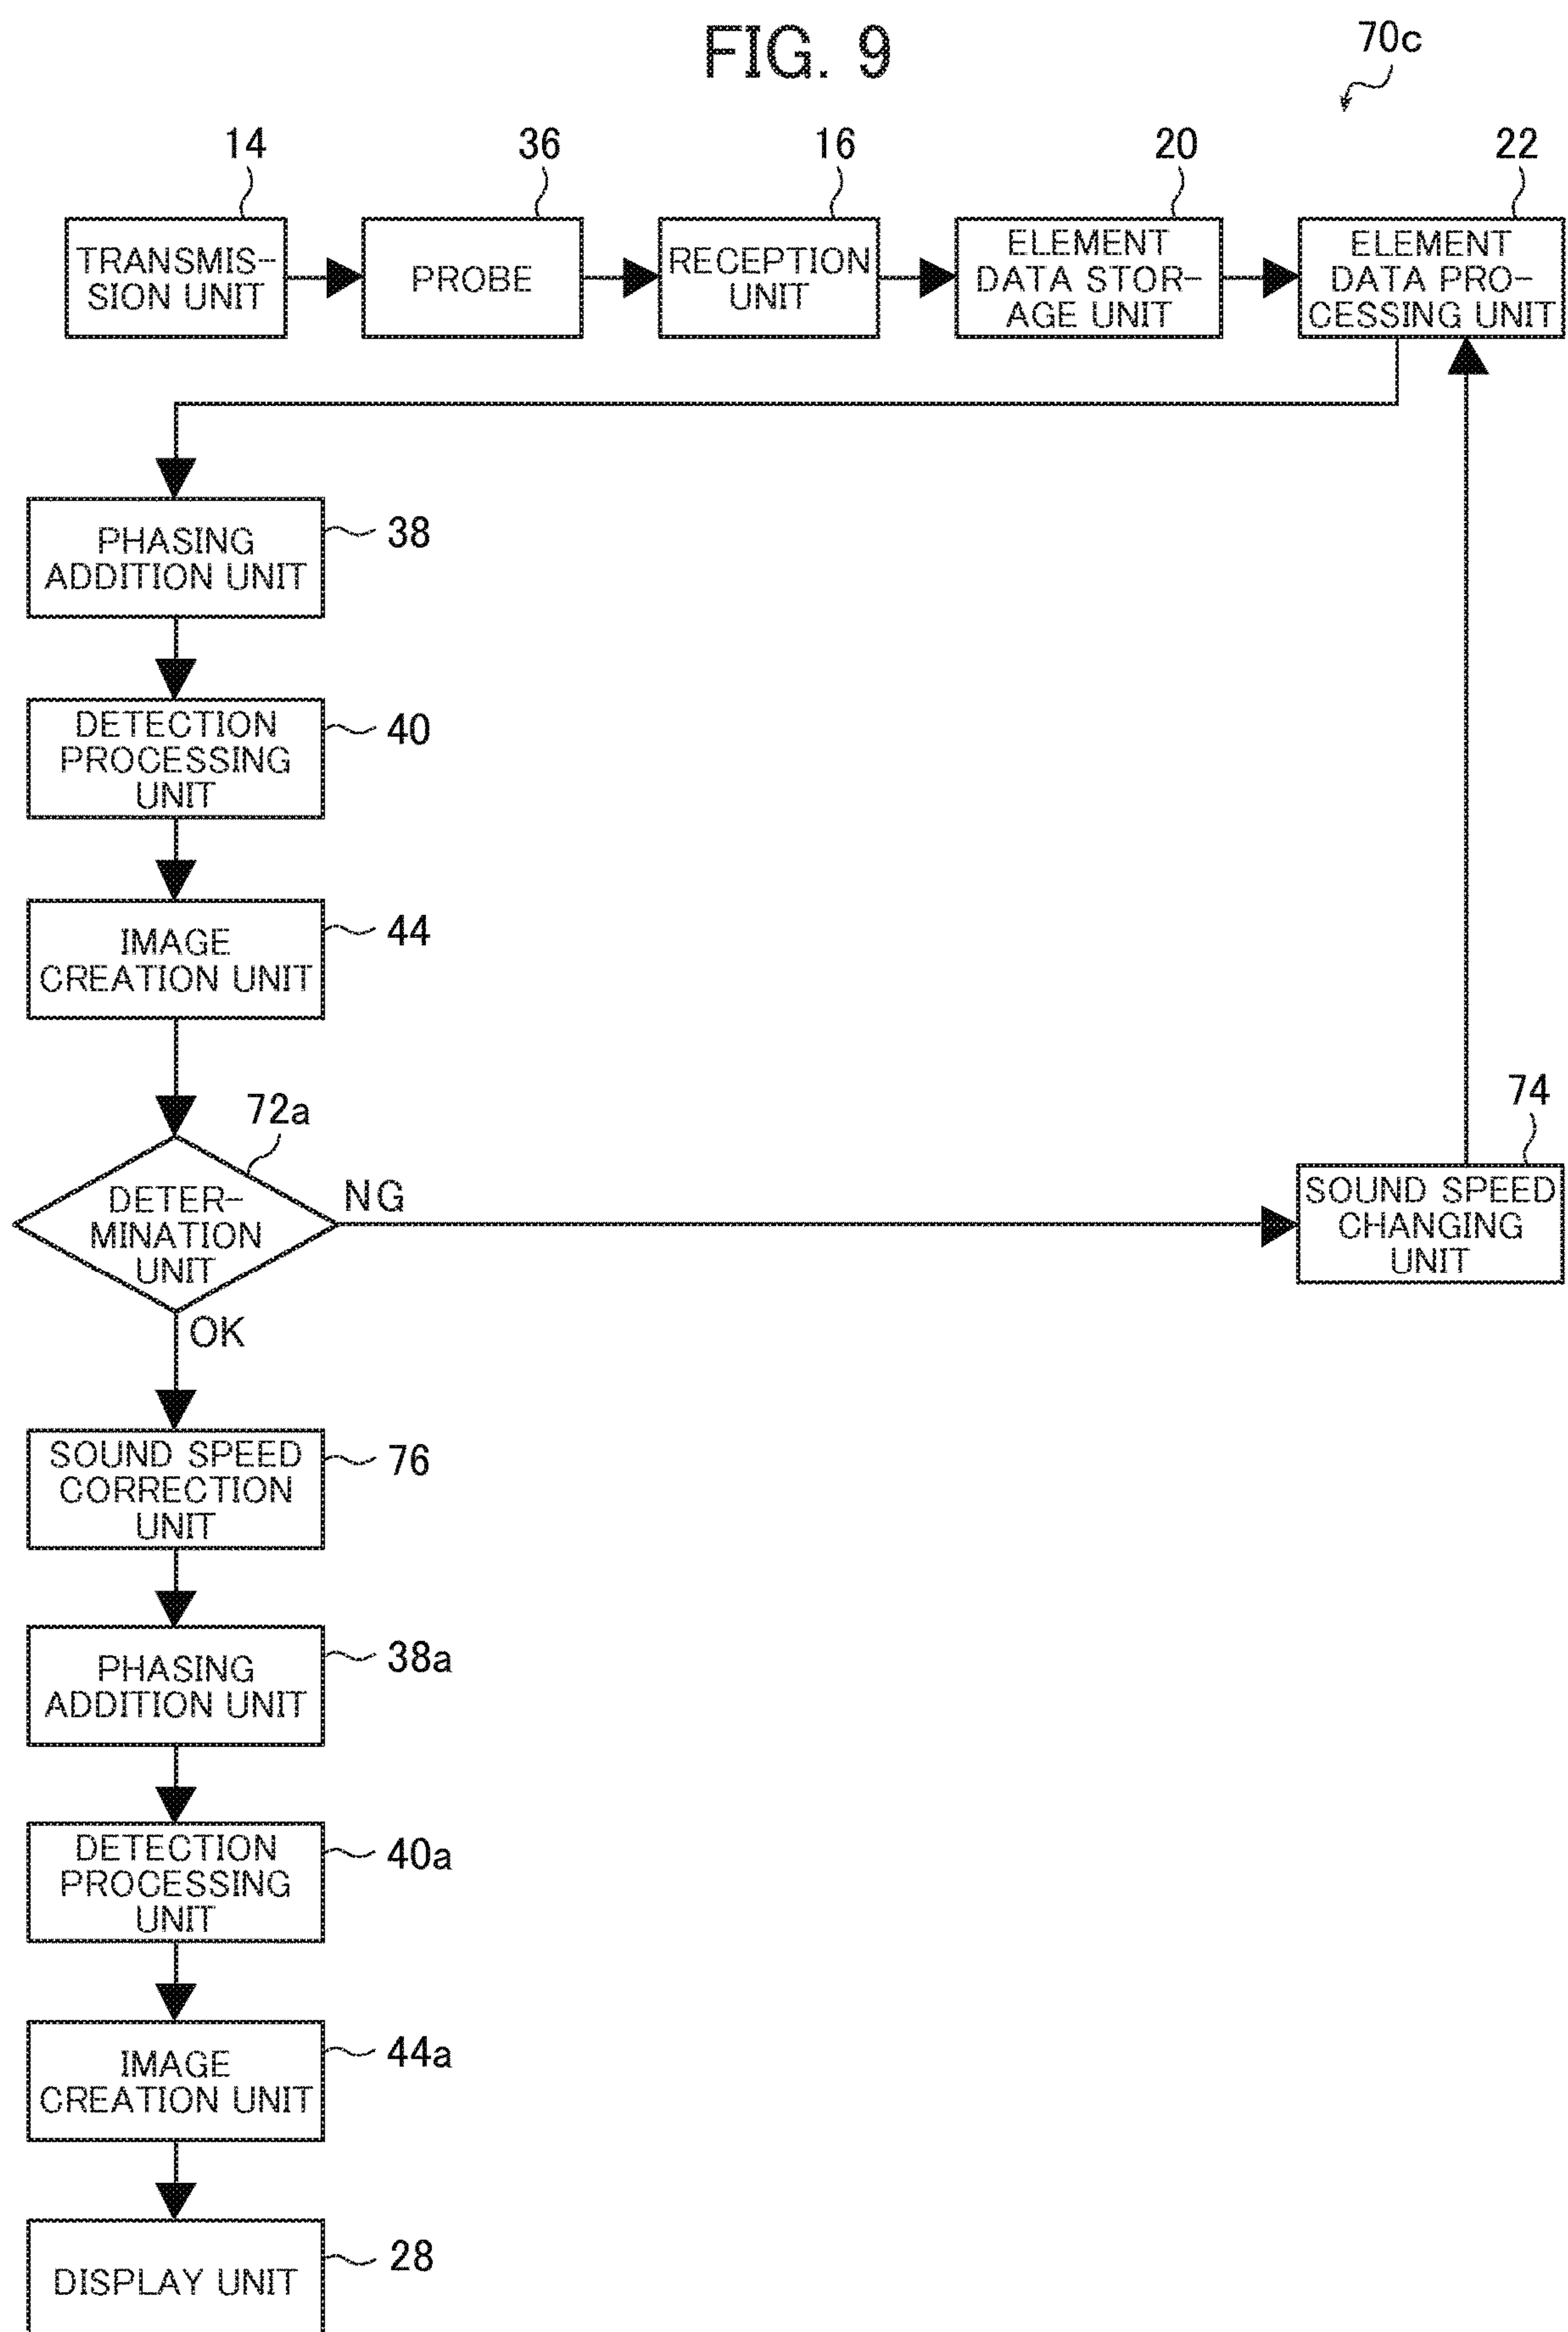 FIG. 9
70c
14
36
16
20
22
TRANSMIS-
SION UNIT
PROBE
RECEPTION
UNIT
ELEMENT
DATA STOR-
AGE UNIT
ELEMENT
DATA PRO-
CESSING UNIT
38
PHASING
ADDITION UNIT
40
DETECTION
PROCESSING
UNIT
44
IMAGE
CREATION UNIT
72a
DETER-
MINATION
UNIT
NG
74
SOUND SPEED
CHANGING
UNIT
OK
76
SOUND SPEED
CORRECTION
UNIT
38a
PHASING
ADDITION UNIT
40a
DETECTION
PROCESSING
UNIT
44a
IMAGE
CREATION UNIT
28
DISPLAY UNIT